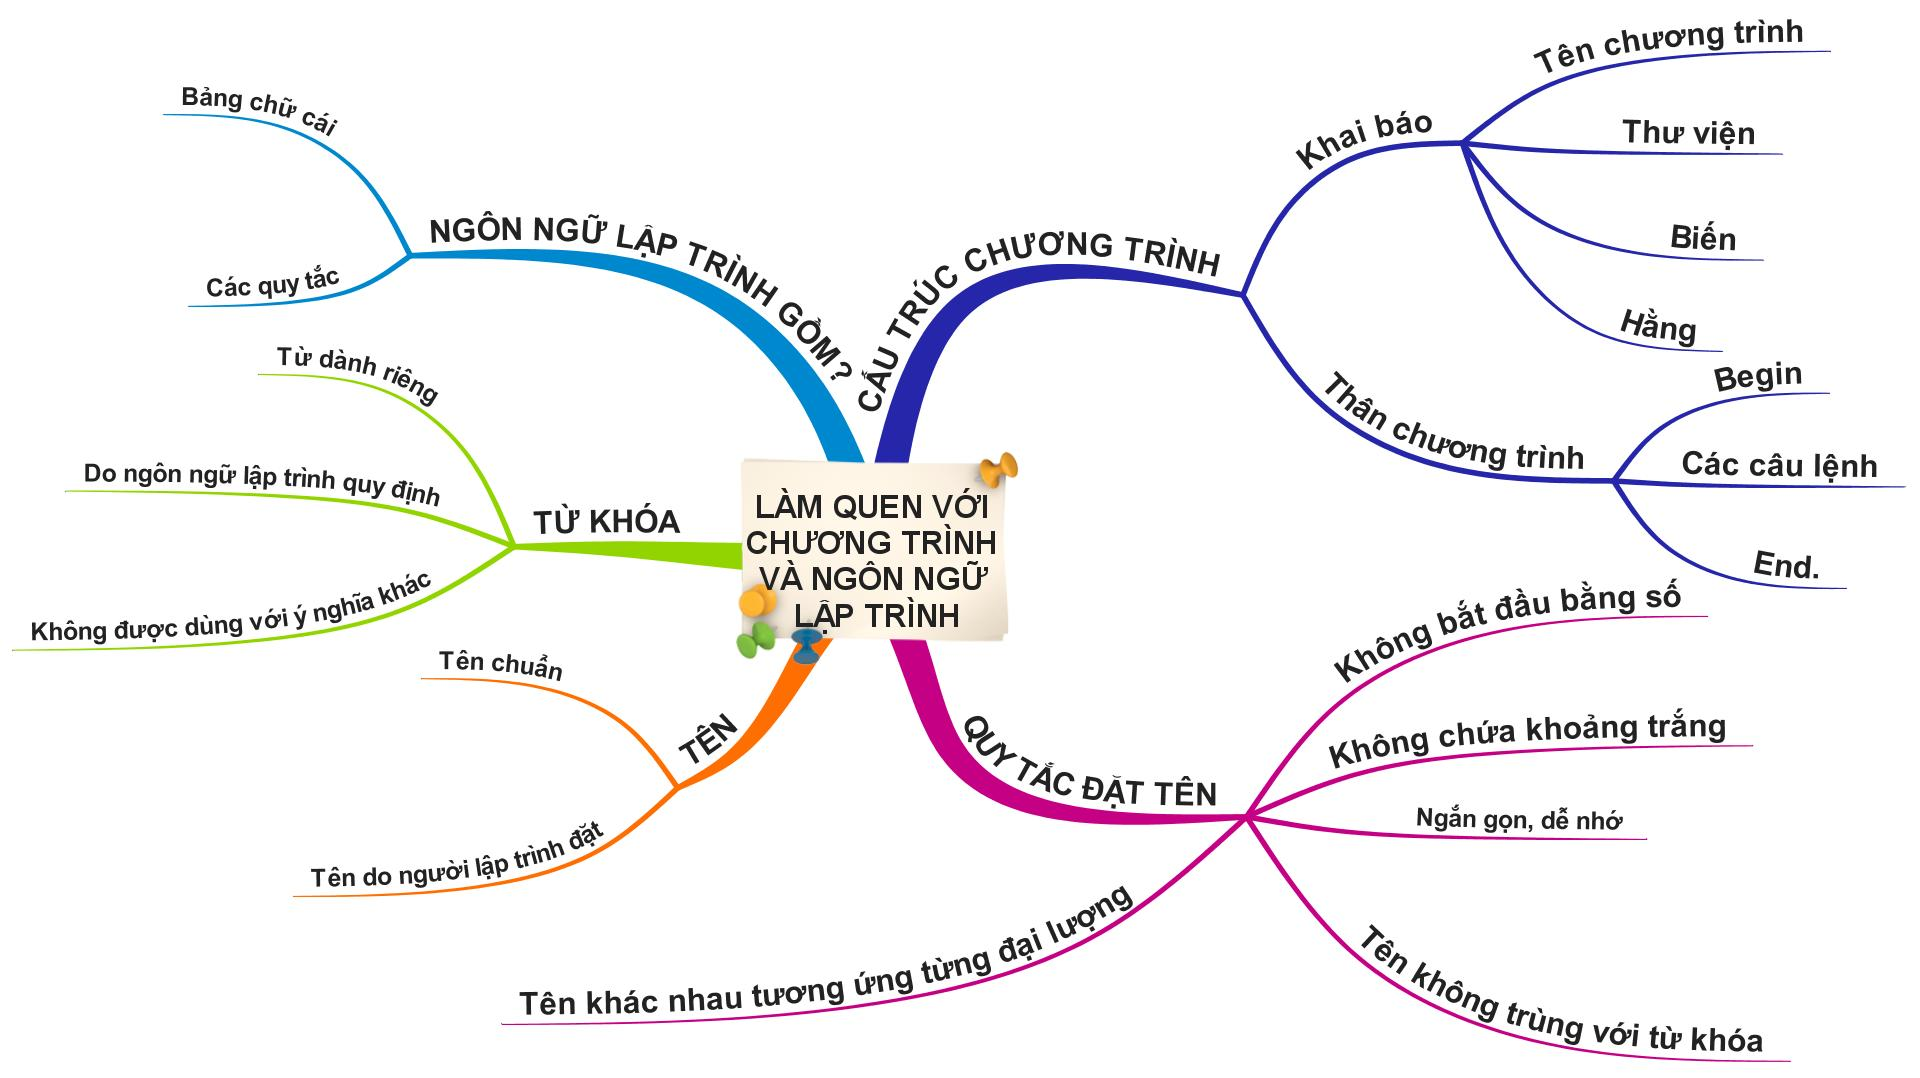 LÀM QUEN VỚI
CHƯƠNG TRÌNH
VÀ NGÔN NGỮ
LẬP TRÌNH
NGÔN NGỮ LẬP TRÌNH GỒM?
Bảng chữ cái
Các quy tắc
TỪ KHÓA
Từ dành riêng
Do ngôn ngữ lập trình quy định
Không được dùng với ý nghĩa khác
TÊN
Tên chuẩn
Tên do người lập trình đặt
CẤU TRÚC CHƯƠNG TRÌNH
Khai báo
Tên chương trình
Thư viện
Biến
Hằng
Thân chương trình
Begin
Các câu lệnh
End.
QUY TẮC ĐẶT TÊN
Không bắt đầu bằng số
Không chứa khoảng trắng
Ngắn gọn, dễ nhớ
Tên không trùng với từ khóa
Tên khác nhau tương ứng từng đại lượng